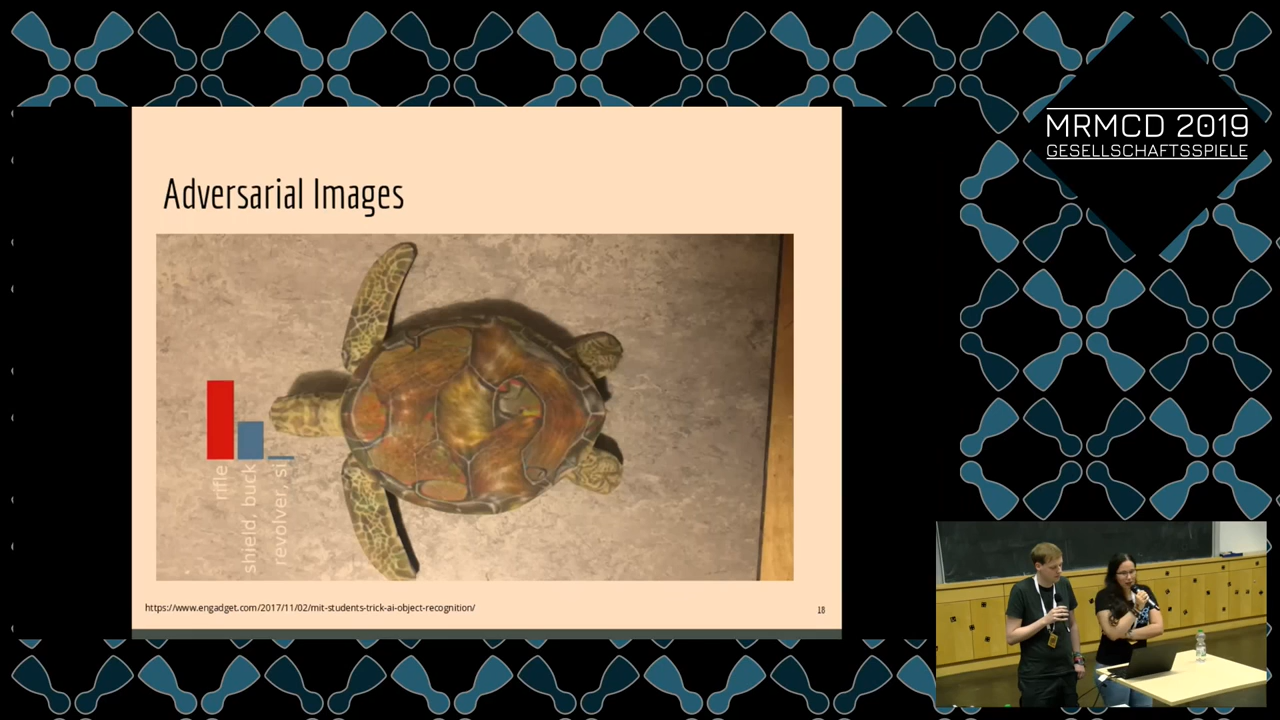 MRMCD 2019
GESELLSCHAFTSSPIELE
Adversarial Images
rifle
shield, buck
revolver, si
https://www.engadget.com/2017/11/02/mit-students-trick-ai-object-recognition/
18